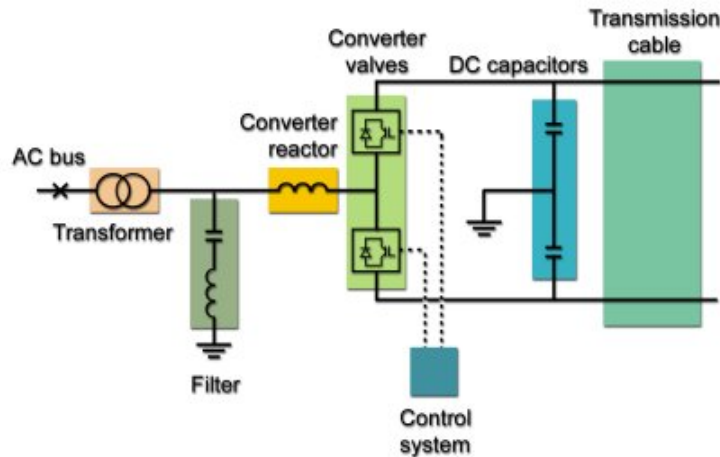 Transmission
cable
Converter
valves
DC capacitors
Converter
reactor
AC bus
Transformer
Filter
Control
system